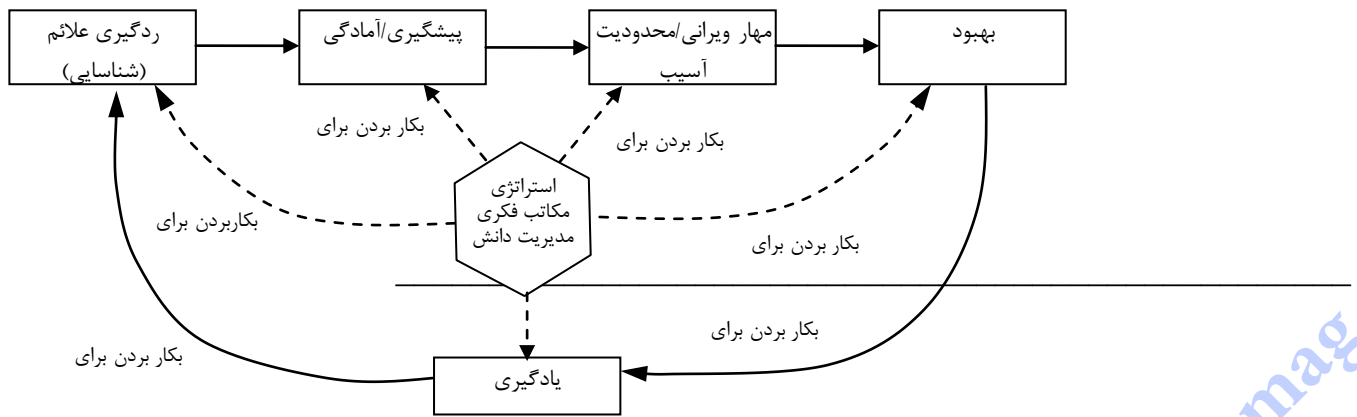 بهبود
مهار ویرانی/محدودیت
آسیب
پیشگیری/آمادگی
ردگیری علائم
(شناسایی)
بکار بردن برای
بکار بردن برای
استراتژی
مکاتب فکری
مدیریت دانش
بکاربردن برای
بکار بردن برای
بکار بردن برای
بکار بردن برای
یادگیری
mag